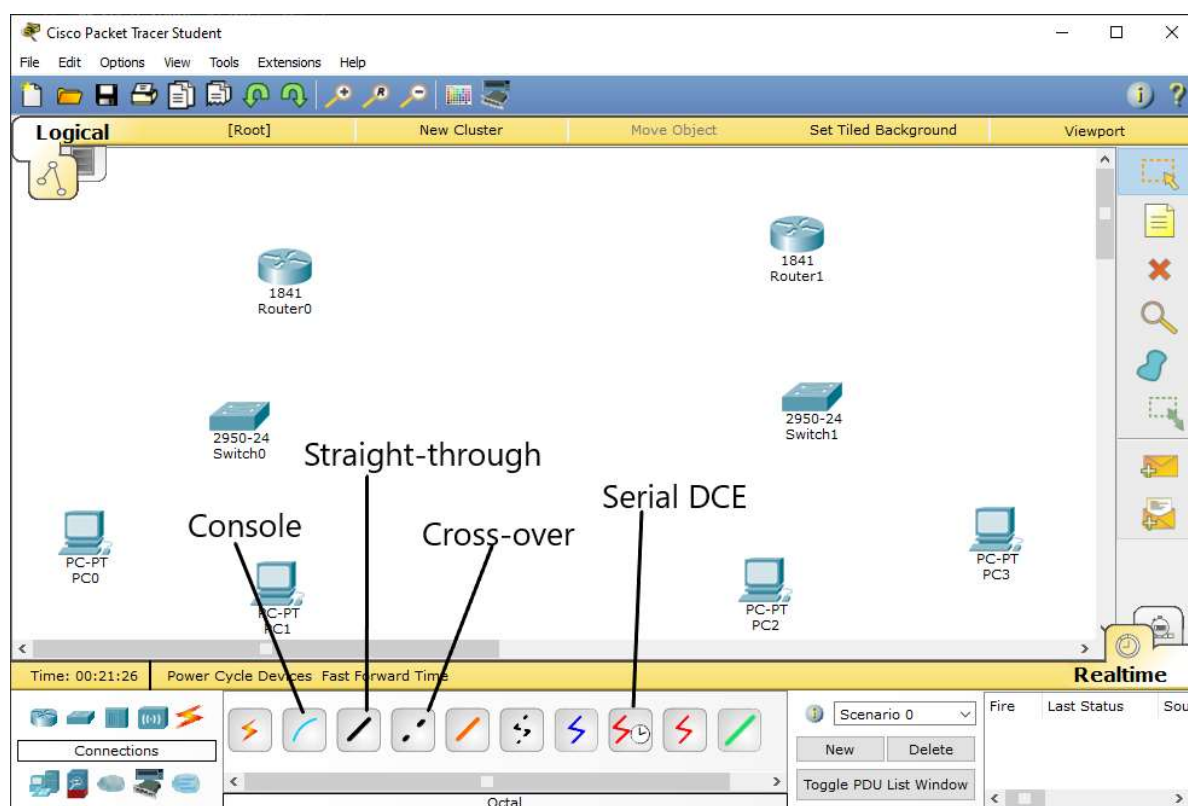 Cisco Packet Tracer Student
File Edit Options View Tools Extensions Help
Logical [Root] New Cluster Move Object Set Tiled Background Viewport
1841
Router0
1841
Router1
2950-24
Switch0
2950-24
Switch1
Straight-through
Serial DCE
Console
Cross-over
PC-PT
PC0
PC-PT
PC1
PC-PT
PC2
PC-PT
PC3
Time: 00:21:26 Power Cycle Devices Fast Forward Time Realtime
Scenario 0
Fire Last Status Sou
Connections
New Delete
Toggle PDU List Window
Octal